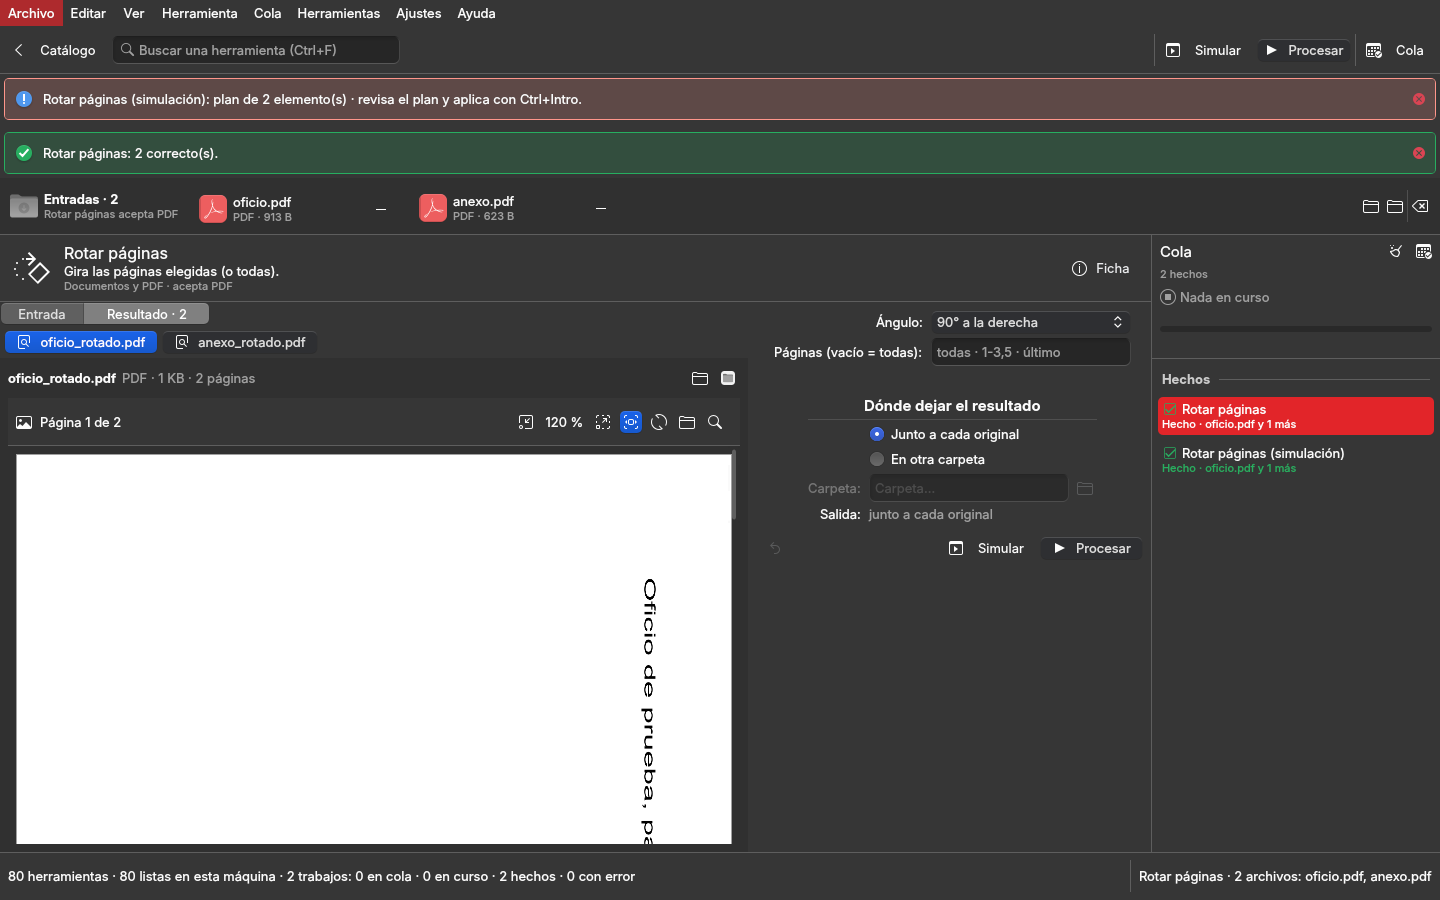 Archivo Editar Ver Herramienta Cola Herramientas Ajustes Ayuda
Catálogo Buscar una herramienta (Ctrl+F) Simular Procesar Cola
Rotar páginas (simulación): plan de 2 elemento(s) · revisa el plan y aplica con Ctrl+Intro.
Rotar páginas: 2 correcto(s).
Entradas · 2
Rotar páginas acepta PDF
oficio.pdf
PDF · 913 B
anexo.pdf
PDF · 623 B
Rotar páginas
Gira las páginas elegidas (o todas).
Documentos y PDF · acepta PDF
Ficha
Entrada Resultado · 2
oficio_rotado.pdf anexo_rotado.pdf
oficio_rotado.pdf PDF · 1 KB · 2 páginas
Página 1 de 2 120 %
Oficio de prueba, pa
Ángulo: 90° a la derecha
Páginas (vacío = todas): todas · 1-3,5 · último
Dónde dejar el resultado
Junto a cada original
En otra carpeta
Carpeta: Carpeta...
Salida: junto a cada original
Simular Procesar
Cola
2 hechos
Nada en curso
Hechos
Rotar páginas
Hecho · oficio.pdf y 1 más
Rotar páginas (simulación)
Hecho · oficio.pdf y 1 más
80 herramientas · 80 listas en esta máquina · 2 trabajos: 0 en cola · 0 en curso · 2 hechos · 0 con error
Rotar páginas · 2 archivos: oficio.pdf, anexo.pdf